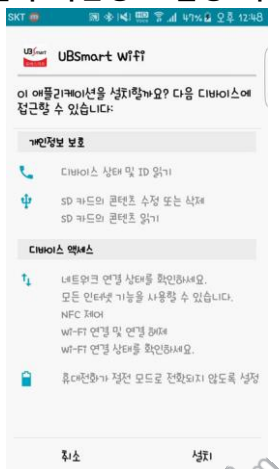 SKT 47% 오후 12:48
UBSmart WiFi
이 애플리케이션을 설치할까요? 다음 디바이스에
접근할 수 있습니다:
개인정보 보호
디바이스 상태 및 ID 읽기
SD 카드의 콘텐츠 수정 또는 삭제
SD 카드의 콘텐츠 읽기
디바이스 액세스
네트워크 연결 상태를 확인하세요.
모든 인터넷 기능을 사용할 수 있습니다.
NFC 제어
Wi-Fi 연결 및 연결 해제
Wi-Fi 연결 상태를 확인하세요.
휴대전화가 절전 모드로 전환되지 않도록 설정
취소 설치